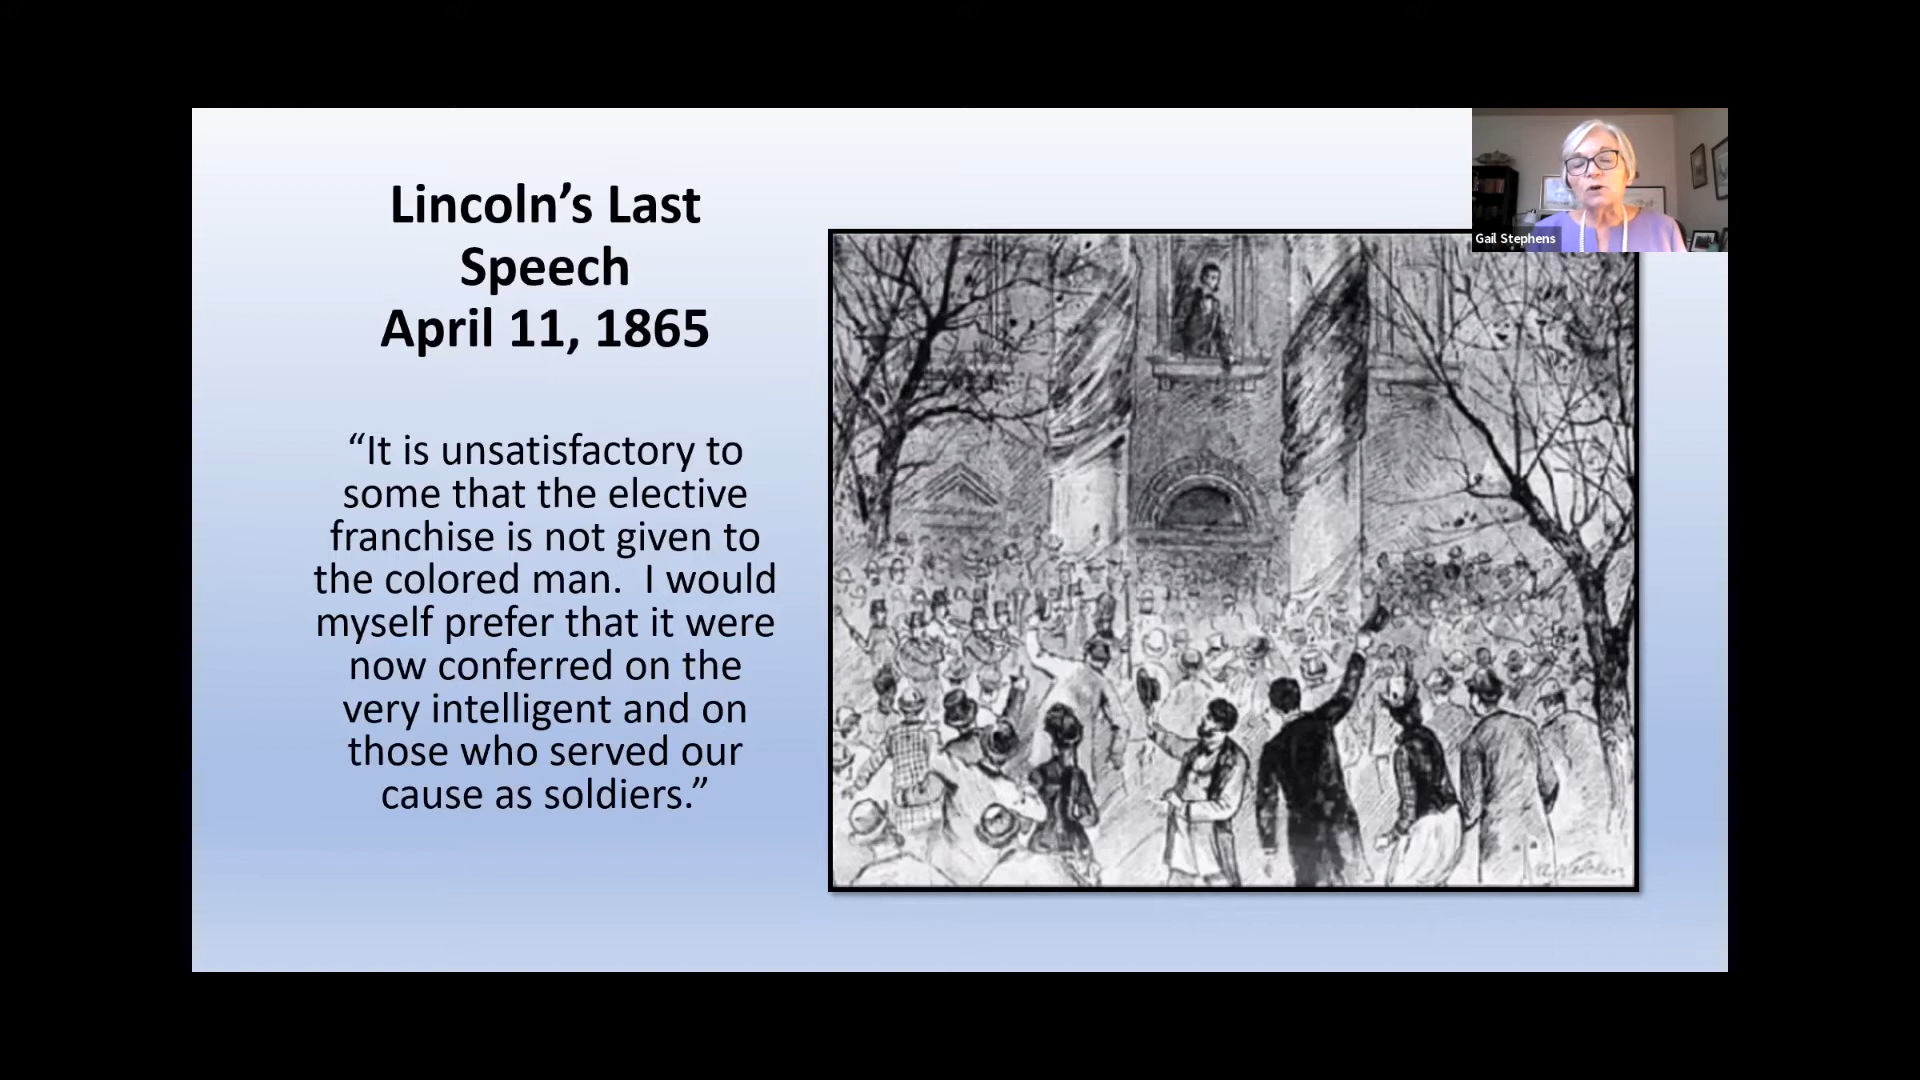 Lincoln’s Last
Speech
April 11, 1865
“It is unsatisfactory to
some that the elective
franchise is not given to
the colored man.  I would
myself prefer that it were
now conferred on the
very intelligent and on
those who served our
cause as soldiers.”
Gail Stephens